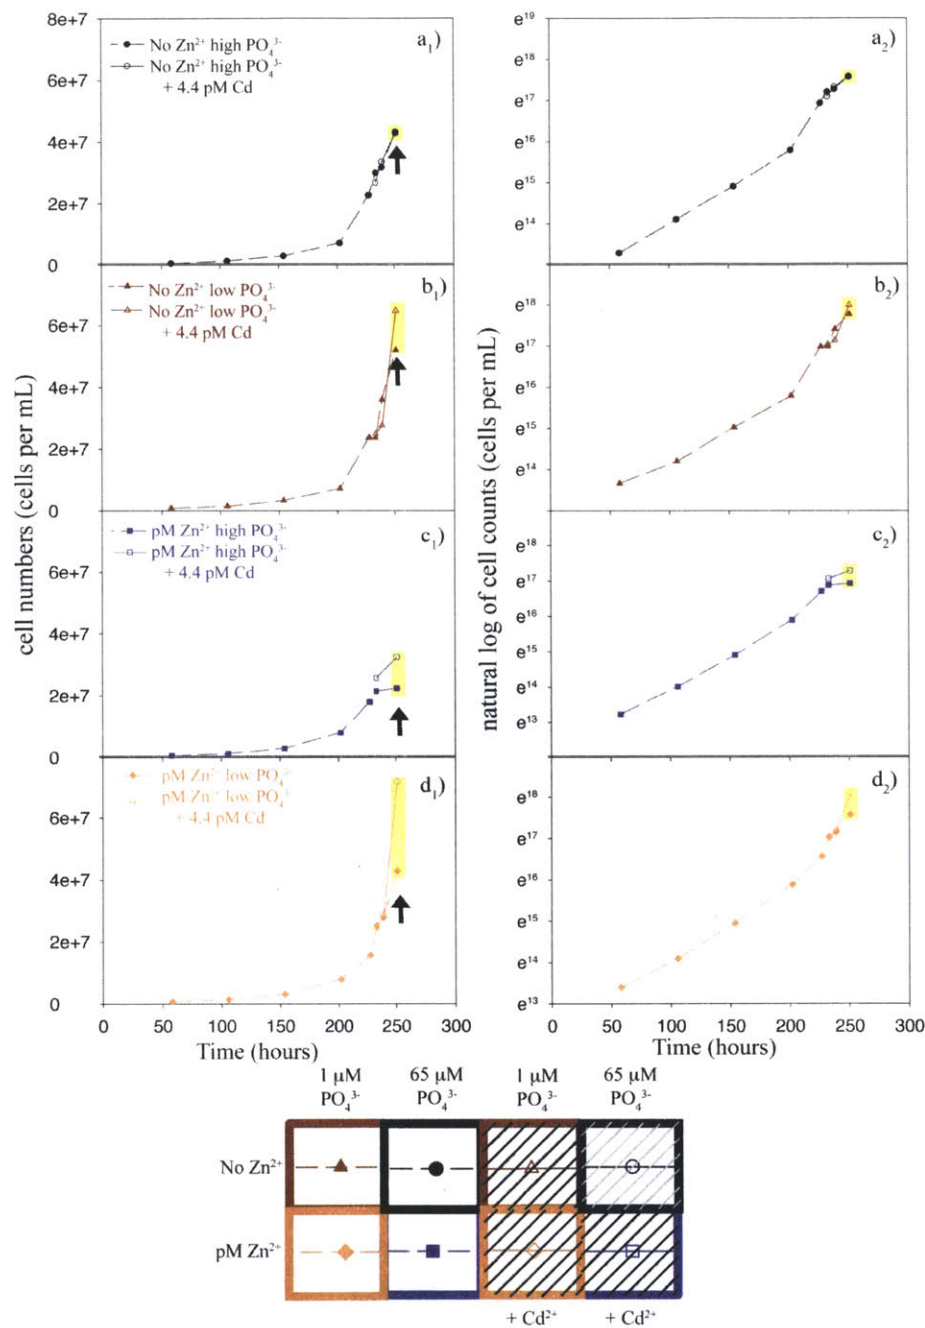 8e+7
6e+7
4e+7
2e+7
0
No Zn²⁺ high PO₄³⁻
No Zn²⁺ high PO₄³⁻
+ 4.4 pM Cd
a₁)
e¹⁹
e¹⁸
e¹⁷
e¹⁶
e¹⁵
e¹⁴
a₂)
6e+7
4e+7
2e+7
0
No Zn²⁺ low PO₄³⁻
No Zn²⁺ low PO₄³⁻
+ 4.4 pM Cd
b₁)
e¹⁸
e¹⁷
e¹⁶
e¹⁵
e¹⁴
b₂)
cell numbers (cells per mL)
natural log of cell counts (cells per mL)
6e+7
4e+7
2e+7
0
pM Zn²⁺ high PO₄³⁻
pM Zn²⁺ high PO₄³⁻
+ 4.4 pM Cd
c₁)
e¹⁸
e¹⁷
e¹⁶
e¹⁵
e¹⁴
e¹³
c₂)
6e+7
4e+7
2e+7
0
pM Zn²⁺ low PO₄³⁻
pM Zn²⁺ low PO₄³⁻
+ 4.4 pM Cd
d₁)
e¹⁸
e¹⁷
e¹⁶
e¹⁵
e¹⁴
e¹³
d₂)
0 50 100 150 200 250 300
Time (hours)
0 50 100 150 200 250 300
Time (hours)
1 μM 65 μM 1 μM 65 μM
PO₄³⁻ PO₄³⁻ PO₄³⁻ PO₄³⁻
No Zn²⁺
pM Zn²⁺
+ Cd²⁺ + Cd²⁺